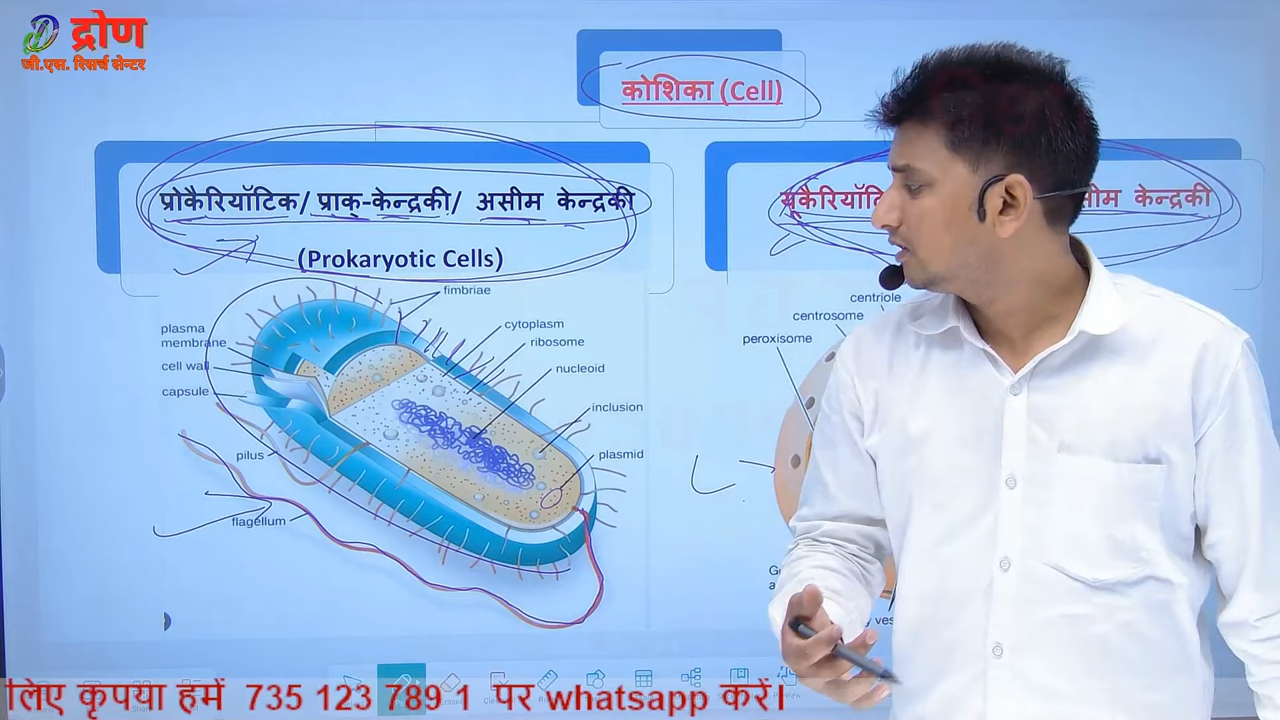 द्रोण
जी.एस. रिसर्च सेन्टर
कोशिका (Cell)
प्रोकैरियॉटिक/ प्राक्-केन्द्रकी/ असीम केन्द्रकी
(Prokaryotic Cells)
केन्द्रकी
fimbriae
plasma
membrane
cell wall
capsule
cytoplasm
ribosome
nucleoid
inclusion
plasmid
pilus
flagellum
centriole
centrosome
peroxisome
लिए कृपया हमें 735 123 789 1 पर whatsapp करें।